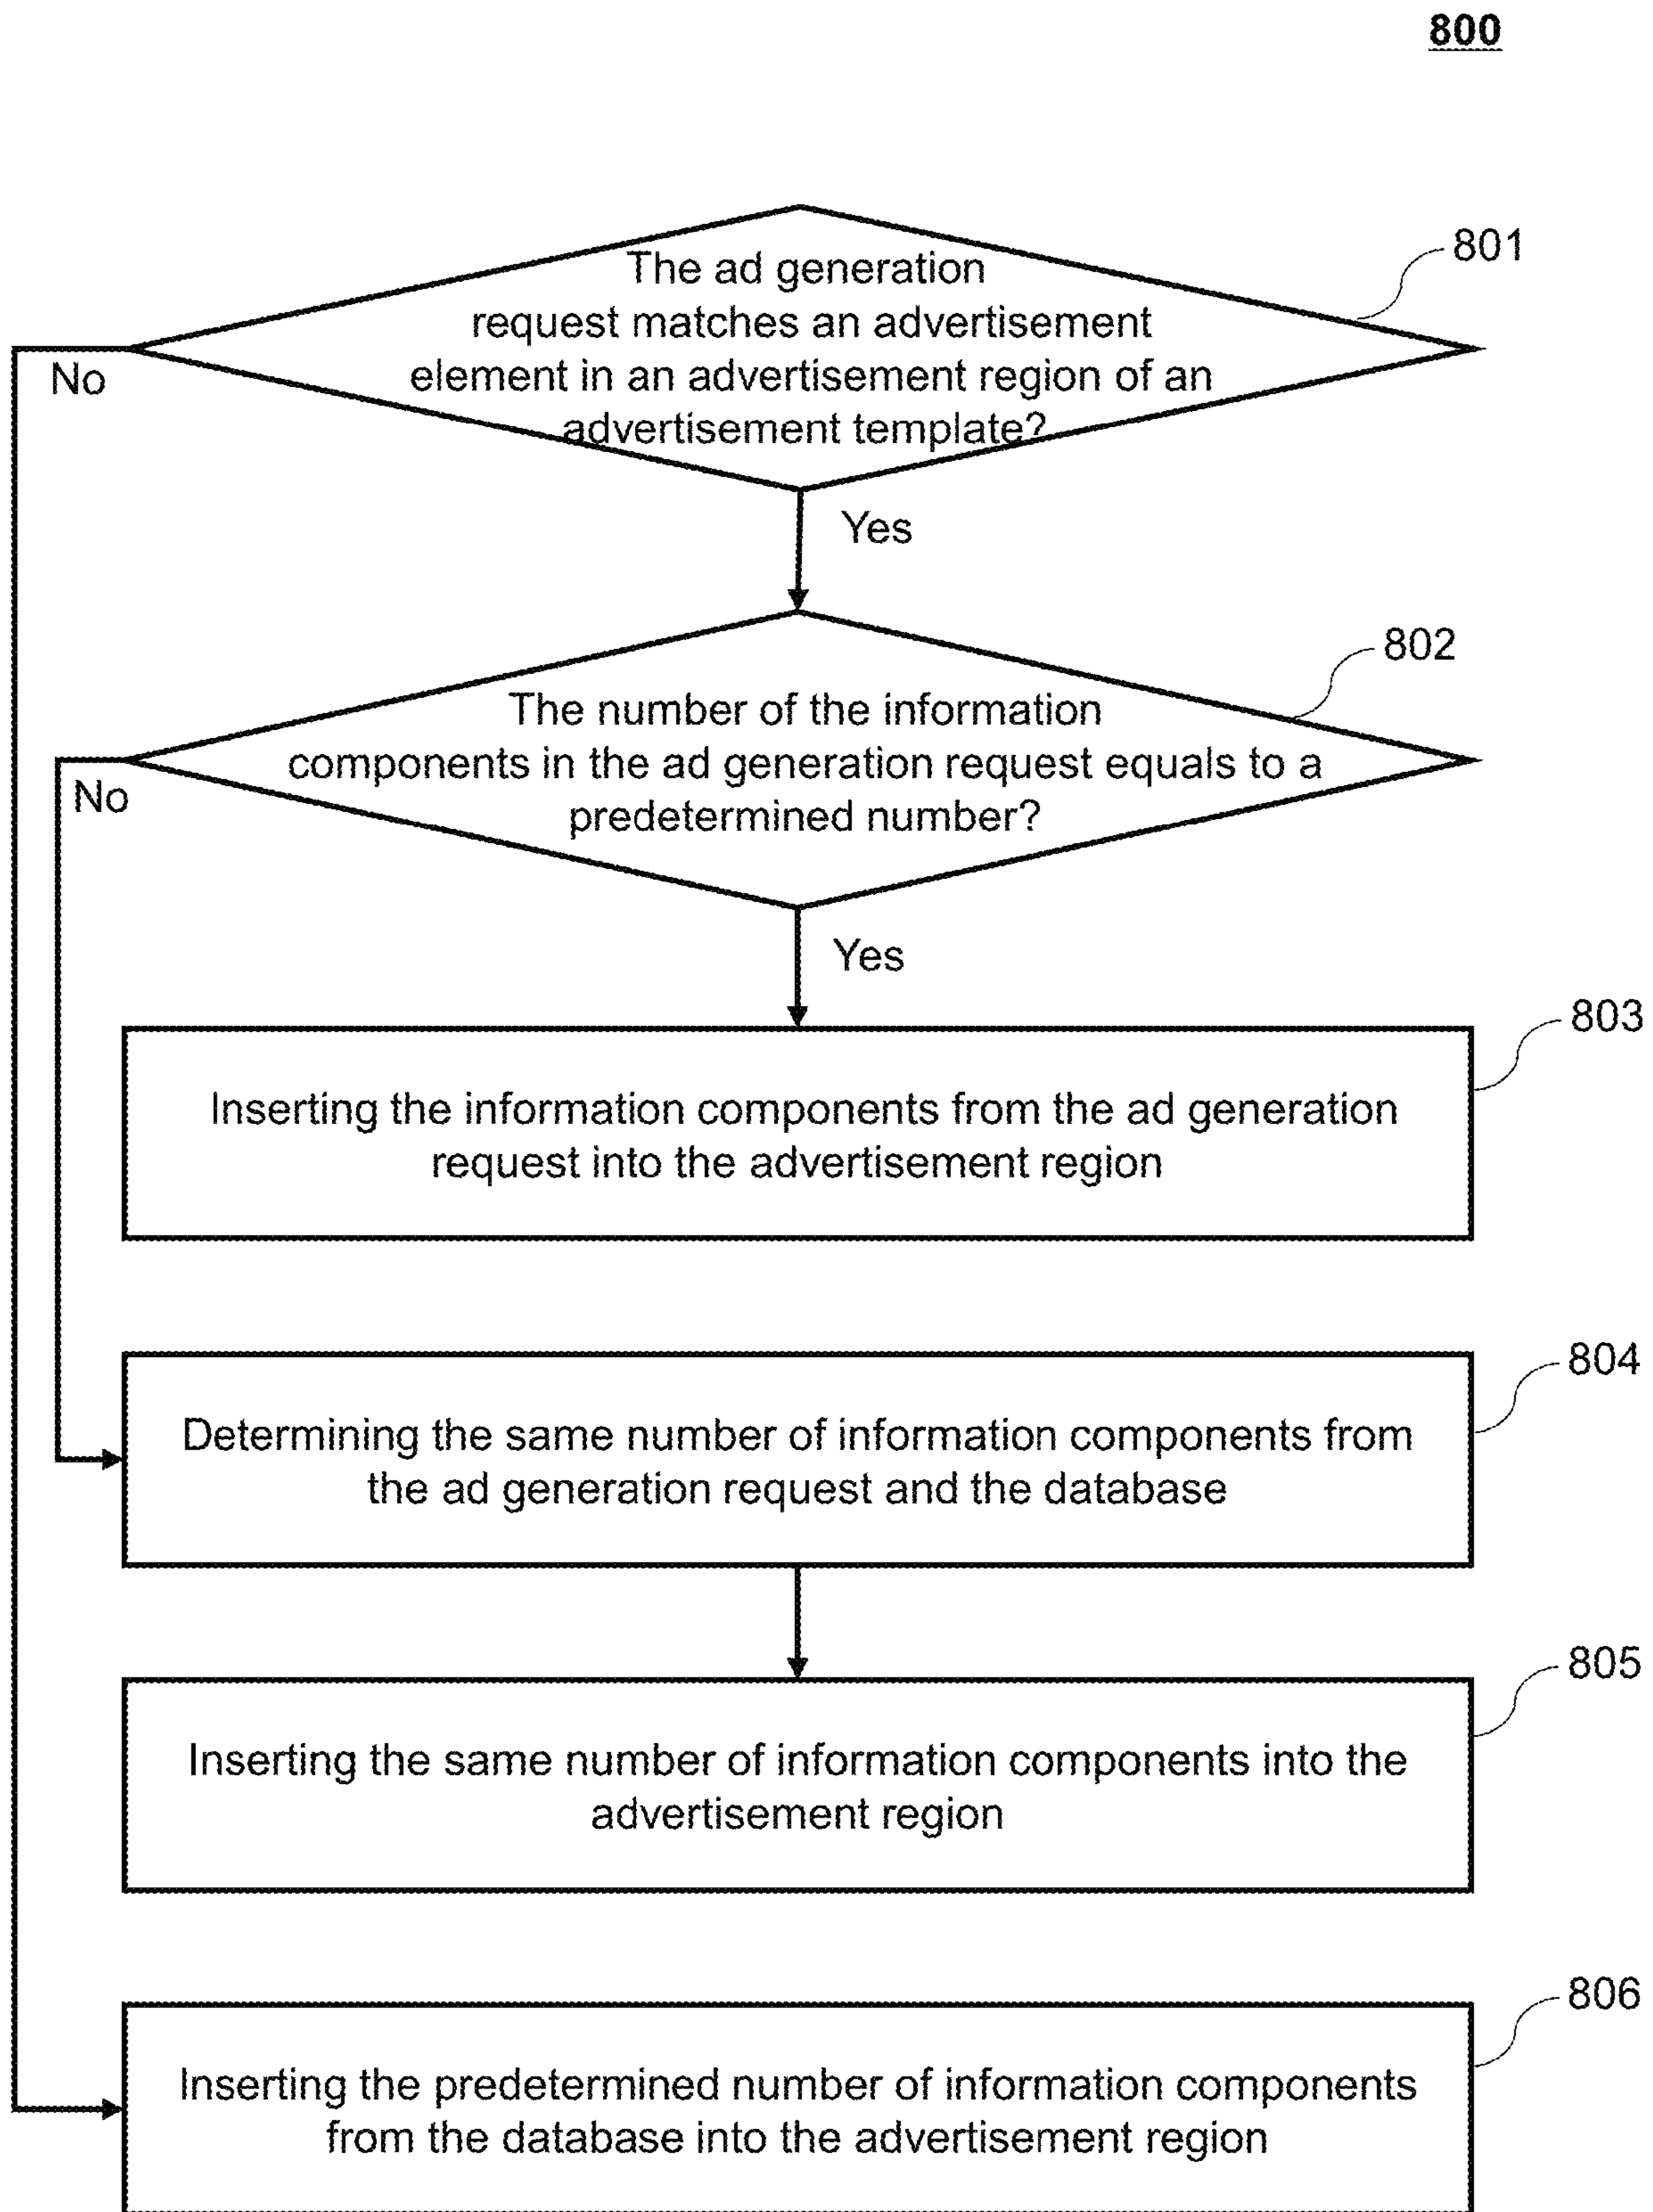 800
The ad generation
request matches an advertisement
element in an advertisement region of an
advertisement template?
801
No
Yes
The number of the information
components in the ad generation request equals to a
predetermined number?
802
No
Yes
Inserting the information components from the ad generation
request into the advertisement region
803
Determining the same number of information components from
the ad generation request and the database
804
Inserting the same number of information components into the
advertisement region
805
Inserting the predetermined number of information components
from the database into the advertisement region
806